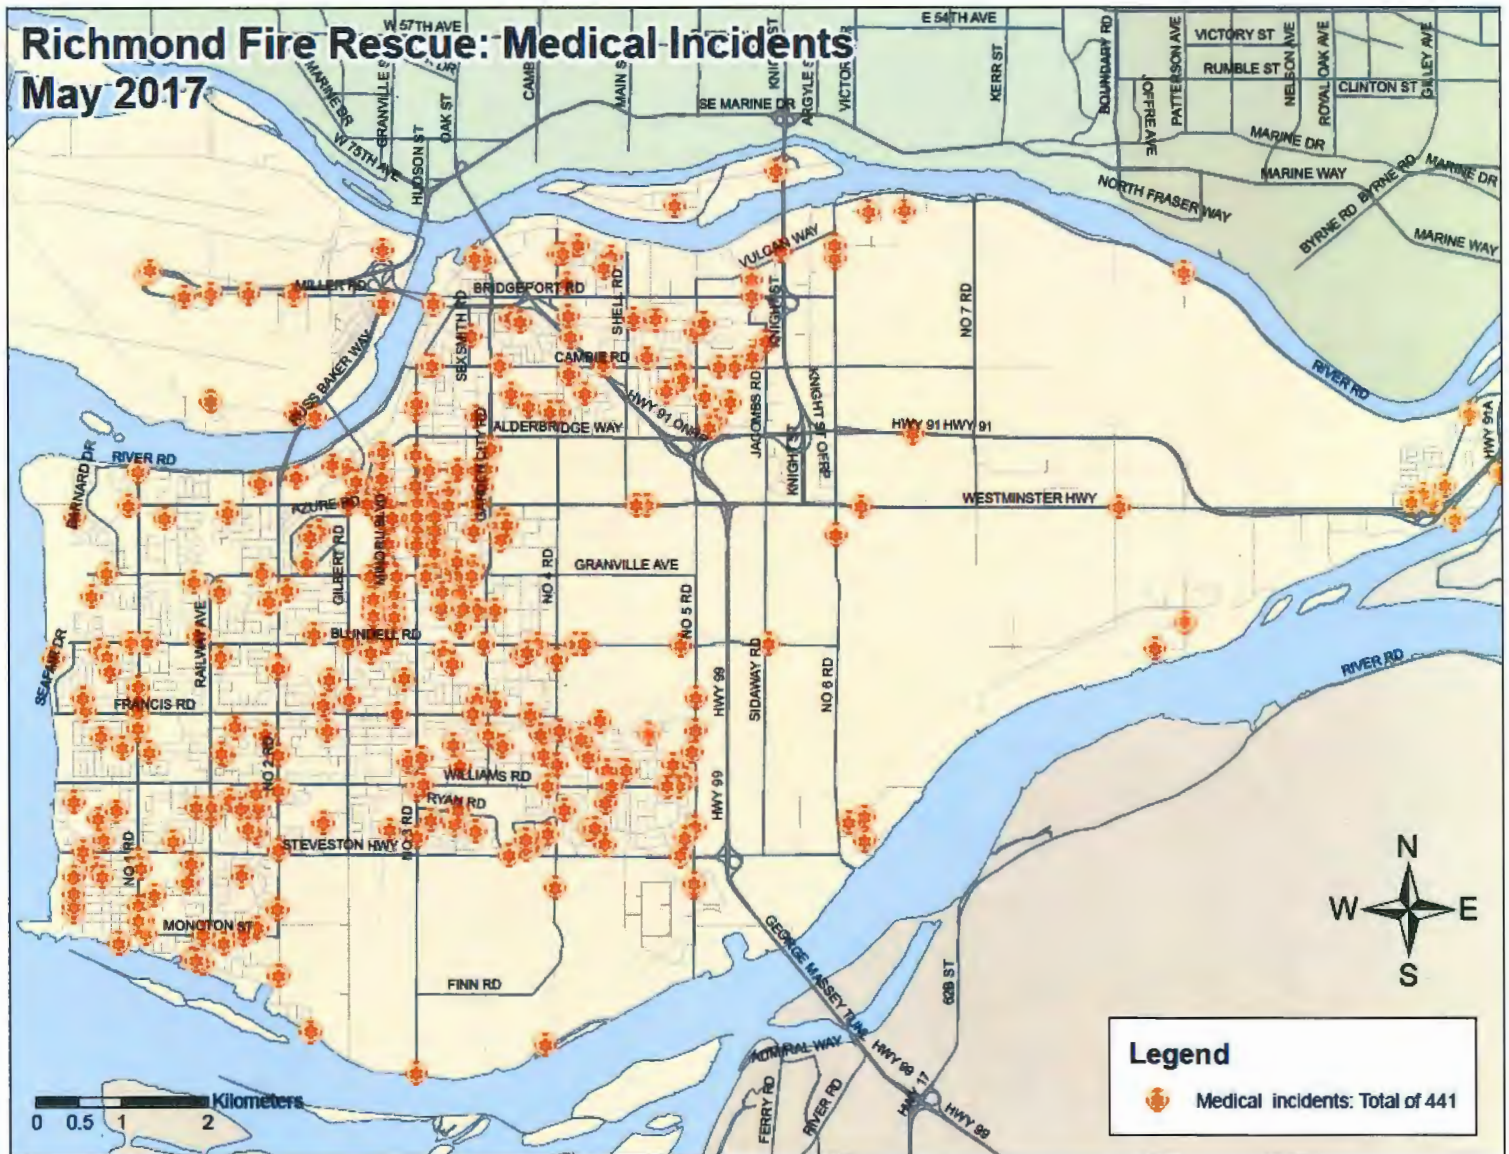 Richmond Fire Rescue: Medical Incidents
May 2017
W 57TH AVE
E 54TH AVE
VICTORY ST
RUMBLE ST
CLINTON ST
MARINE DR
GRANVILLE S
OAK ST
CAMB
MAIN S
KNIGHT ST
ARGYLE S
VICTOR
KERR ST
BOUNDARY RD
JOFFRE AVE
PATTERSON AVE
NELSON AVE
ROYAL OAK AVE
GILLEY AVE
SE MARINE DR
W 75TH AVE
HUDSON ST
MARINE DR
MARINE WAY
MARINE DR
NORTH FRASER WAY
BYRNE RD
BYRNE RD
MARINE WAY
VULCAN WAY
MILLER RD
BRIDGEPORT RD
SEXSMITH RD
SHELL RD
KNIGHT ST
NO 7 RD
RUSS BAKER WAY
CAMBIE RD
RIVER RD
HWY 91 ONRP
JACOBS RD
KNIGHT ST OFRP
KNIGHT ST
ALDERBRIDGE WAY
GARDEN CITY RD
HWY 91 HWY 91
HWY 91A
BARNARD DR
RIVER RD
AZURE RD
MINORU BLVD
WESTMINSTER HWY
GILBERT RD
NO 4 RD
GRANVILLE AVE
NO 5 RD
RAILWAY AVE
BLUNDELL RD
SEAFAIR DR
HWY 99
SIDAWAY RD
NO 6 RD
RIVER RD
FRANCIS RD
NO 2 RD
WILLIAMS RD
HWY 99
RYAN RD
NO 1 RD
NO 3 RD
STEVESTON HWY
MONCTON ST
FINN RD
GEORGE MASSEY TUNL
62B ST
N
W E
S
ADMIRAL WAY
HWY 99
HWY 17
HWY 99
FERRY RD
RIVER RD
Kilometers
0 0.5 1 2
Legend
Medical incidents: Total of 441